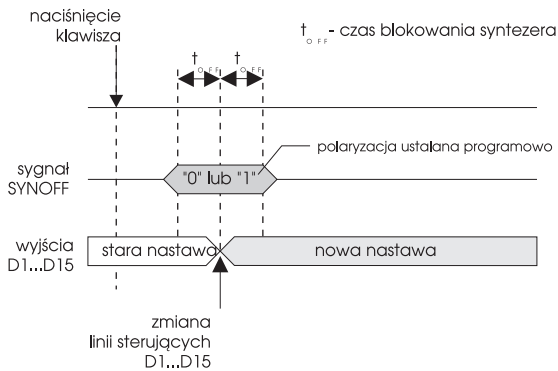 naciśnięcie
klawisza
t OFF - czas blokowania syntezera
t OFF t OFF
polaryzacja ustalana programowo
sygnał
SYNOFF
"0" lub "1"
wyjścia
D1...D15
stara nastawa
nowa nastawa
zmiana
linii sterujących
D1...D15